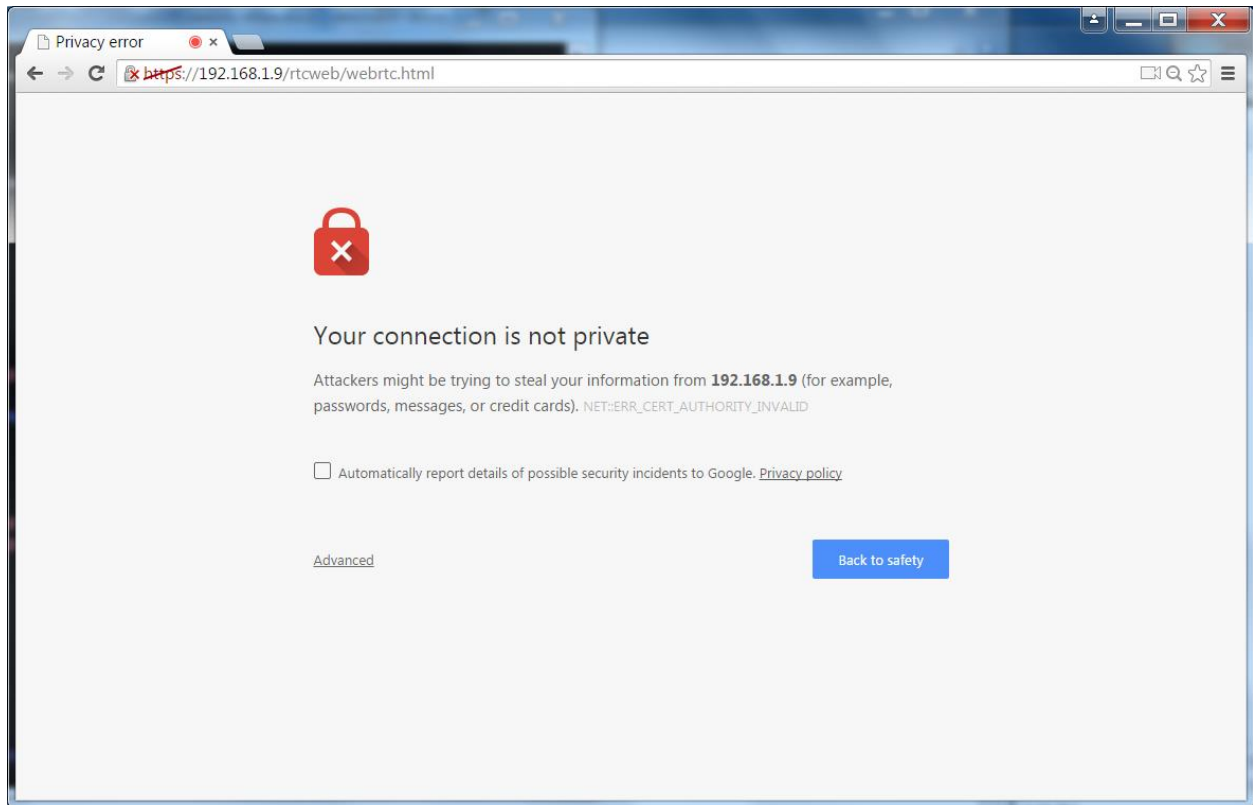 Privacy error
https://192.168.1.9/rtcweb/webrtc.html
Your connection is not private
Attackers might be trying to steal your information from 192.168.1.9 (for example,
passwords, messages, or credit cards). NET::ERR_CERT_AUTHORITY_INVALID
Automatically report details of possible security incidents to Google. Privacy policy
Advanced
Back to safety